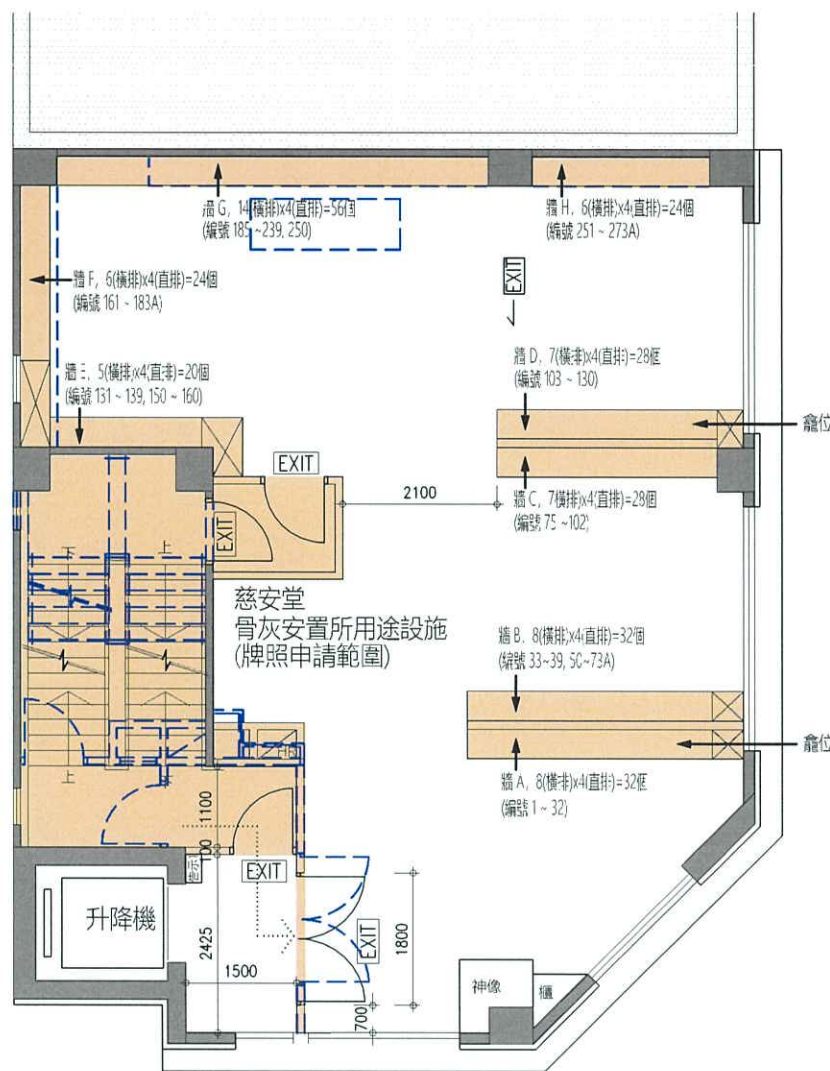 牆 G, 14(橫排)x4(直排)=56個
(編號 185 ~239, 250)
牆 H, 6(橫排)x4(直排)=24個
(編號 251 ~ 273A)
EXIT
牆 F, 6(橫排)x4(直排)=24個
(編號 161 ~ 183A)
牆 E, 5(橫排)x4(直排)=20個
(編號 131 ~ 139, 150 ~ 160)
牆 D, 7(橫排)x4(直排)=28個
(編號 103 ~ 130)
龕位
EXIT
2100
牆 C, 7橫排)x4(直排)=28個
(編號 75 ~102)
EXIT
下
上
慈安堂
骨灰安置所用途設施
(牌照申請範圍)
牆 B, 8(橫排)x4(直排)=32個
(編號 33~39, 50~73A)
龕位
H.R.
牆 A, 8(橫排)x4(直排)=32個
(編號 1 ~ 32)
上
上
1100
100
指示
EXIT
升降機
2425
1500
EXIT
1800
700
神像
櫃